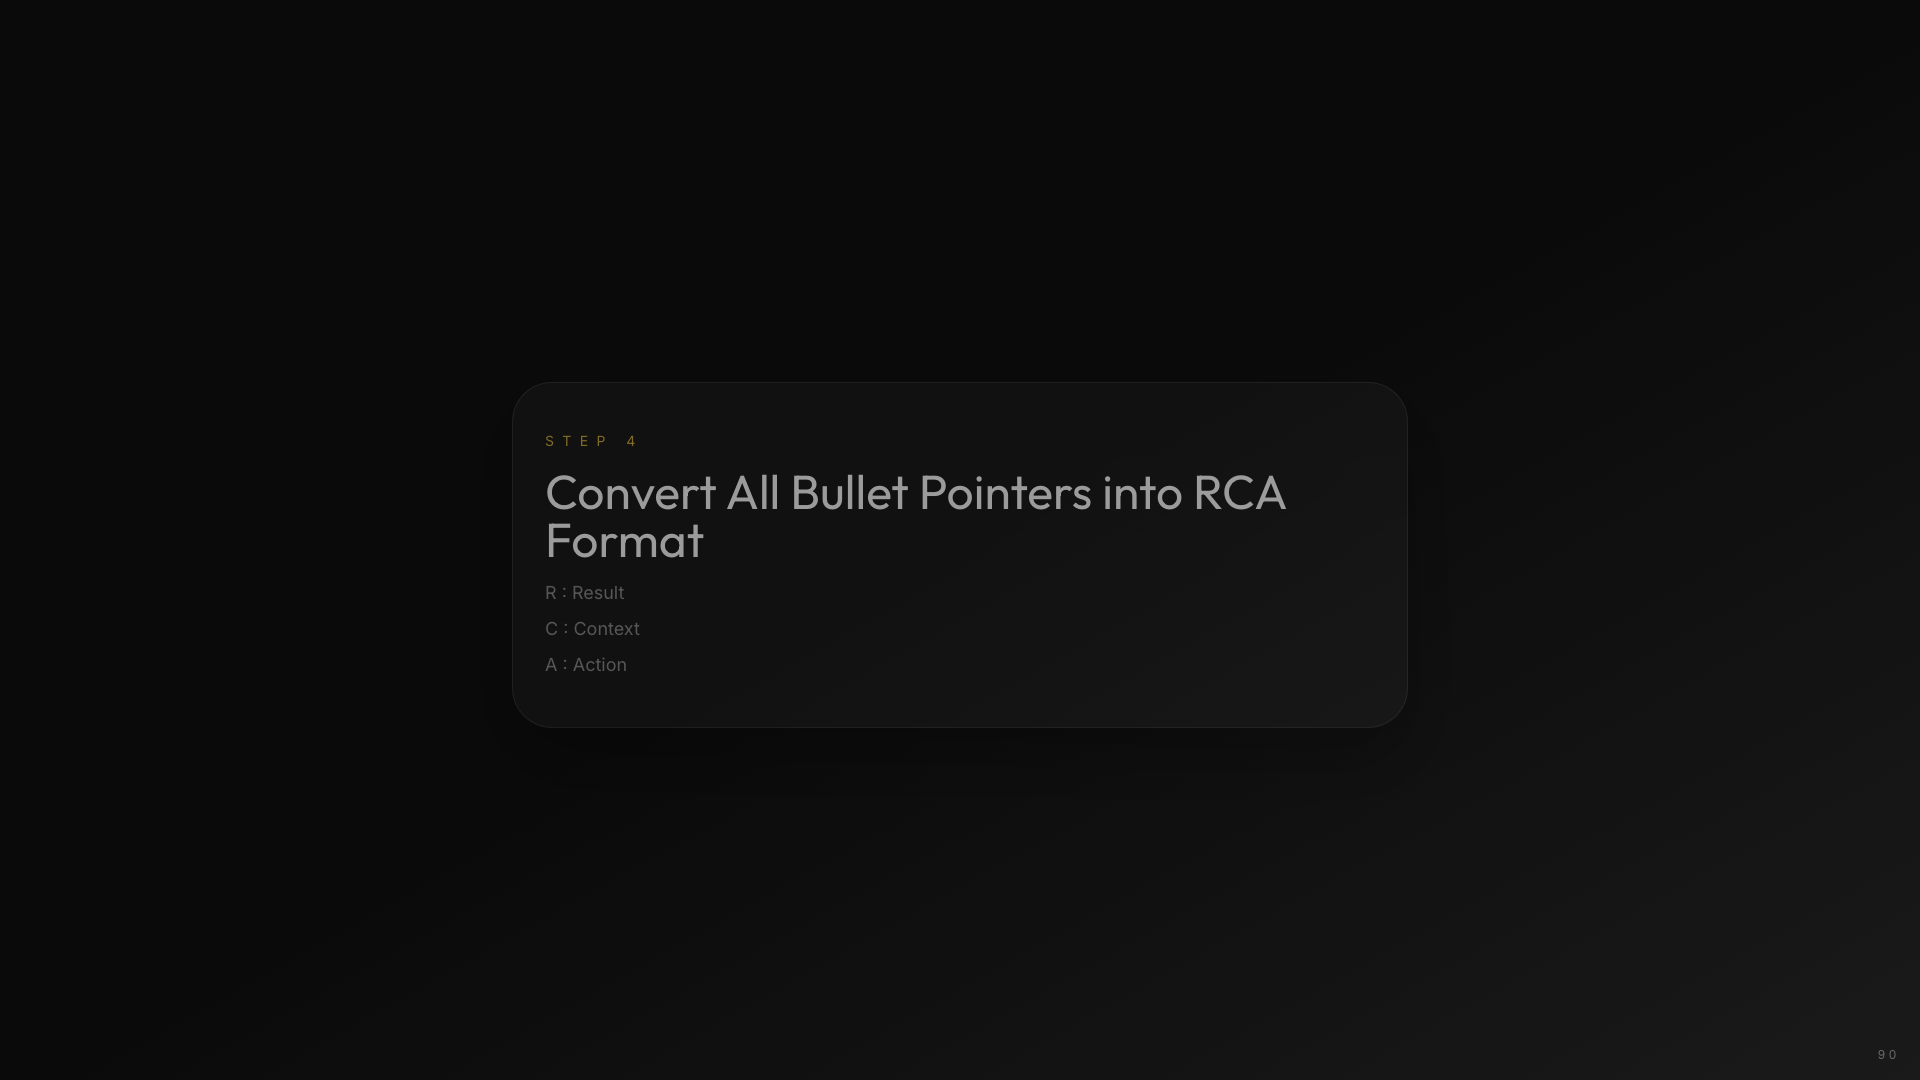 STEP 4
Convert All Bullet Pointers into RCA
Format
R : Result
C : Context
A : Action
90